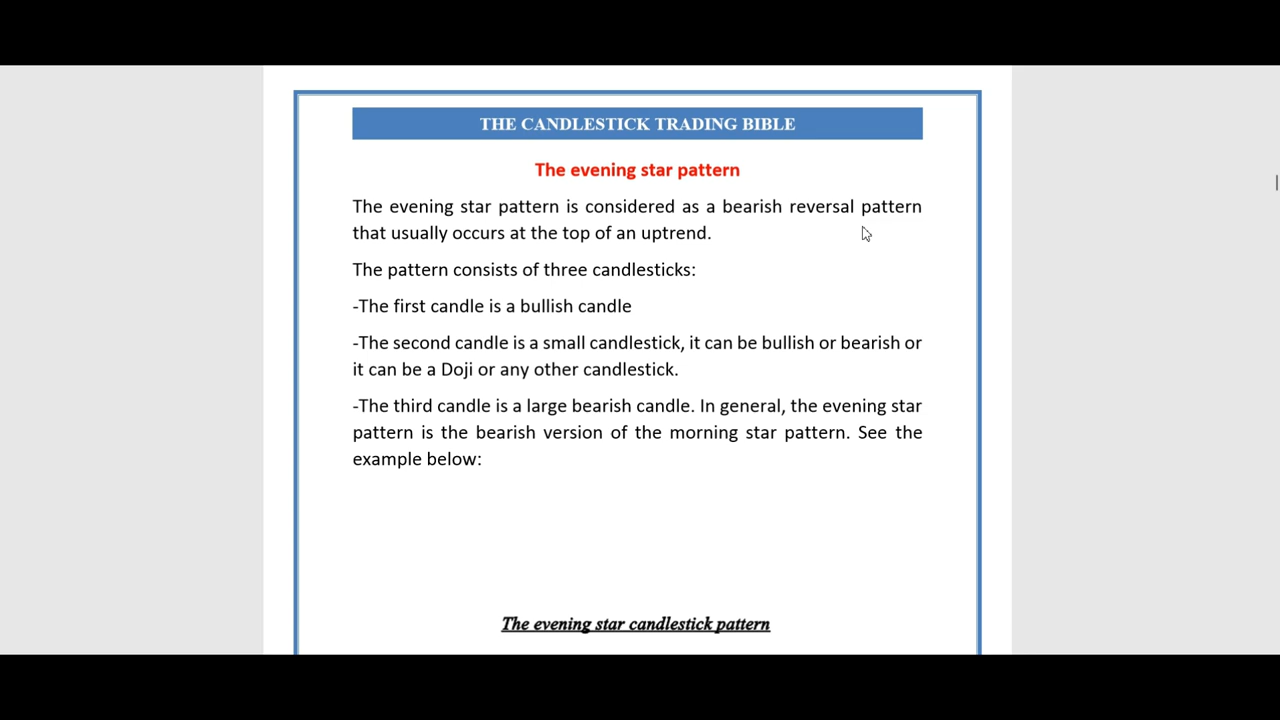 THE CANDLESTICK TRADING BIBLE
The evening star pattern
The evening star pattern is considered as a bearish reversal pattern
that usually occurs at the top of an uptrend.
The pattern consists of three candlesticks:
-The first candle is a bullish candle
-The second candle is a small candlestick, it can be bullish or bearish or
it can be a Doji or any other candlestick.
-The third candle is a large bearish candle. In general, the evening star
pattern is the bearish version of the morning star pattern. See the
example below:
The evening star candlestick pattern